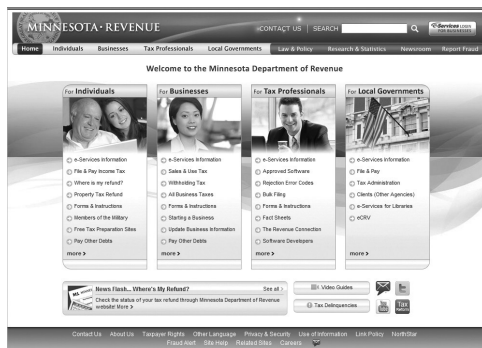 MINNESOTA • REVENUE
CONTACT US | SEARCH
e-Services LOGIN
FOR BUSINESSES
Home Individuals Businesses Tax Professionals Local Governments Law & Policy Research & Statistics Newsroom Report Fraud
Welcome to the Minnesota Department of Revenue
For Individuals
e-Services Information
File & Pay Income Tax
Where is my refund?
Property Tax Refund
Forms & Instructions
Members of the Military
Free Tax Preparation Sites
Pay Other Debts
more >
For Businesses
e-Services Information
Sales & Use Tax
Withholding Tax
All Business Taxes
Forms & Instructions
Starting a Business
Update Business Information
Pay Other Debts
more >
For Tax Professionals
e-Services Information
Approved Software
Rejection Error Codes
Bulk Filing
Forms & Instructions
Fact Sheets
The Revenue Connection
Software Developers
more >
For Local Governments
e-Services Information
File & Pay
Tax Administration
Clients (Other Agencies)
e-Services for Libraries
eCRV
more >
News Flash... Where's My Refund? See all >
Check the status of your tax refund through Minnesota Department of Revenue
website! More >
Video Guides
Tax Delinquencies
You Tube
Tax Reform
Contact Us About Us Taxpayer Rights Other Language Privacy & Security Use of Information Link Policy NorthStar
Fraud Alert Site Help Related Sites Careers